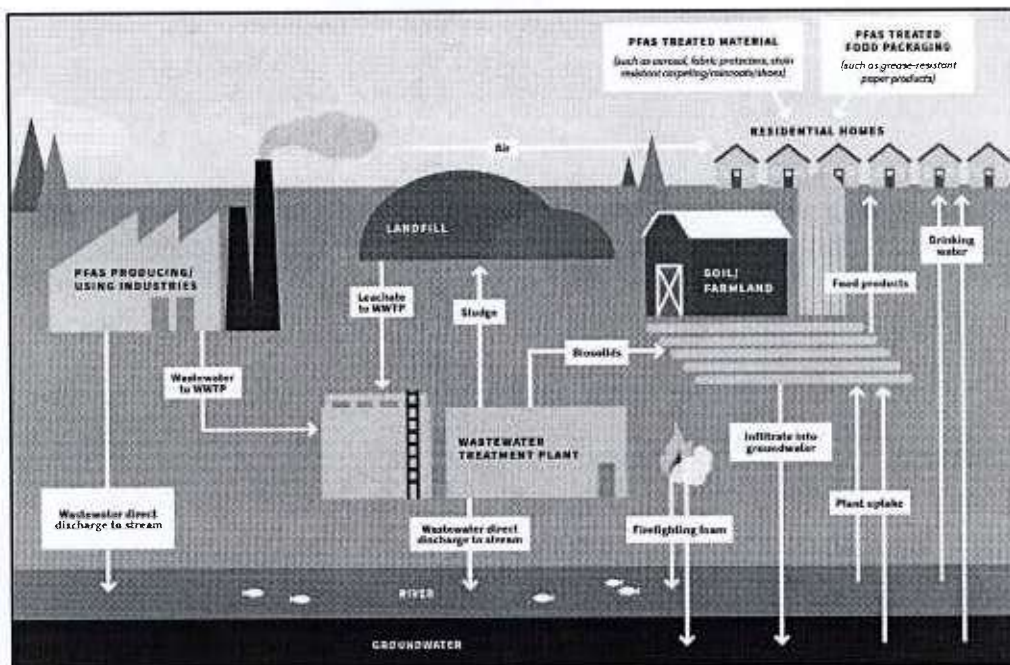 PFAS TREATED MATERIAL
(such as aerosol, fabric protectors, stain
resistant carpeting/raincoats/shoes)
PFAS TREATED
FOOD PACKAGING
(such as grease-resistant
paper products)
RESIDENTIAL HOMES
Air
LANDFILL
PFAS PRODUCING/
USING INDUSTRIES
SOIL/
FARMLAND
Drinking
water
Food products
Leachate
to WWTP
Sludge
Biosolids
Wastewater
to WWTP
WASTEWATER
TREATMENT PLANT
Infiltrate into
groundwater
Wastewater direct
discharge to stream
Wastewater direct
discharge to stream
Firefighting foam
Plant uptake
RIVER
GROUNDWATER